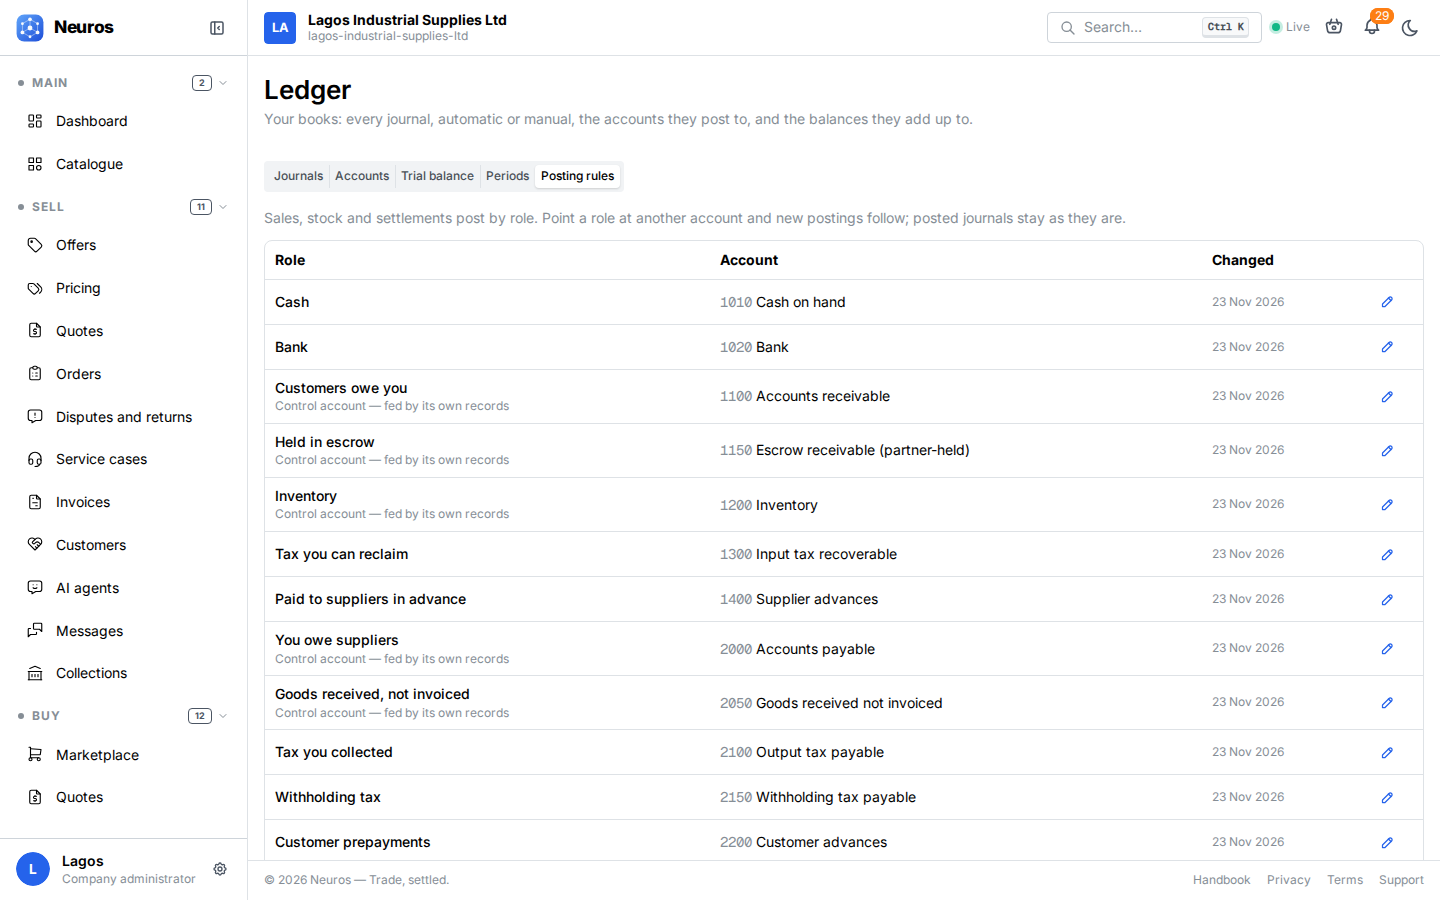 Neuros
LA
Lagos Industrial Supplies Ltd
lagos-industrial-supplies-ltd
Search...
Ctrl K
Live
29
MAIN
2
Dashboard
Catalogue
SELL
11
Offers
Pricing
Quotes
Orders
Disputes and returns
Service cases
Invoices
Customers
AI agents
Messages
Collections
BUY
12
Marketplace
Quotes
L
Lagos
Company administrator
Ledger
Your books: every journal, automatic or manual, the accounts they post to, and the balances they add up to.
Journals Accounts Trial balance Periods Posting rules
Sales, stock and settlements post by role. Point a role at another account and new postings follow; posted journals stay as they are.
Role Account Changed
Cash 1010 Cash on hand 23 Nov 2026
Bank 1020 Bank 23 Nov 2026
Customers owe you
Control account — fed by its own records
1100 Accounts receivable 23 Nov 2026
Held in escrow
Control account — fed by its own records
1150 Escrow receivable (partner-held) 23 Nov 2026
Inventory
Control account — fed by its own records
1200 Inventory 23 Nov 2026
Tax you can reclaim 1300 Input tax recoverable 23 Nov 2026
Paid to suppliers in advance 1400 Supplier advances 23 Nov 2026
You owe suppliers
Control account — fed by its own records
2000 Accounts payable 23 Nov 2026
Goods received, not invoiced
Control account — fed by its own records
2050 Goods received not invoiced 23 Nov 2026
Tax you collected 2100 Output tax payable 23 Nov 2026
Withholding tax 2150 Withholding tax payable 23 Nov 2026
Customer prepayments 2200 Customer advances 23 Nov 2026
© 2026 Neuros — Trade, settled.
Handbook Privacy Terms Support